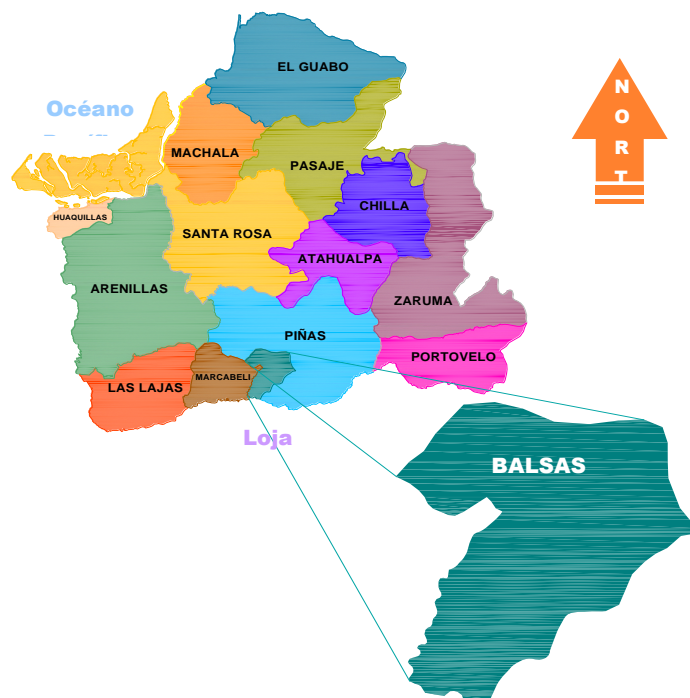 EL GUABO
Océano
N
O
R
T
MACHALA
PASAJE
CHILLA
HUAQUILLAS
SANTA ROSA
ATAHUALPA
ARENILLAS
ZARUMA
PIÑAS
PORTOVELO
LAS LAJAS
MARCABELI
Loja
BALSAS